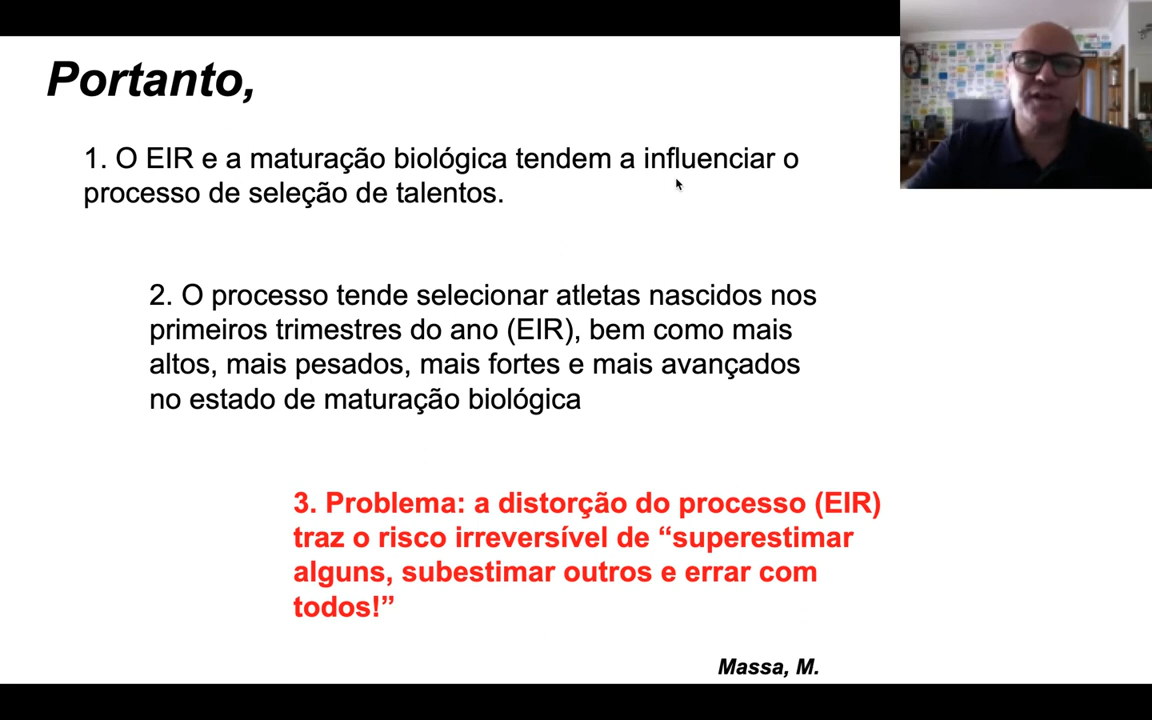 Portanto,
1. O EIR e a maturação biológica tendem a influenciar o
processo de seleção de talentos.
2. O processo tende selecionar atletas nascidos nos
primeiros trimestres do ano (EIR), bem como mais
altos, mais pesados, mais fortes e mais avançados
no estado de maturação biológica
3. Problema: a distorção do processo (EIR)
traz o risco irreversível de “superestimar
alguns, subestimar outros e errar com
todos!”
Massa, M.